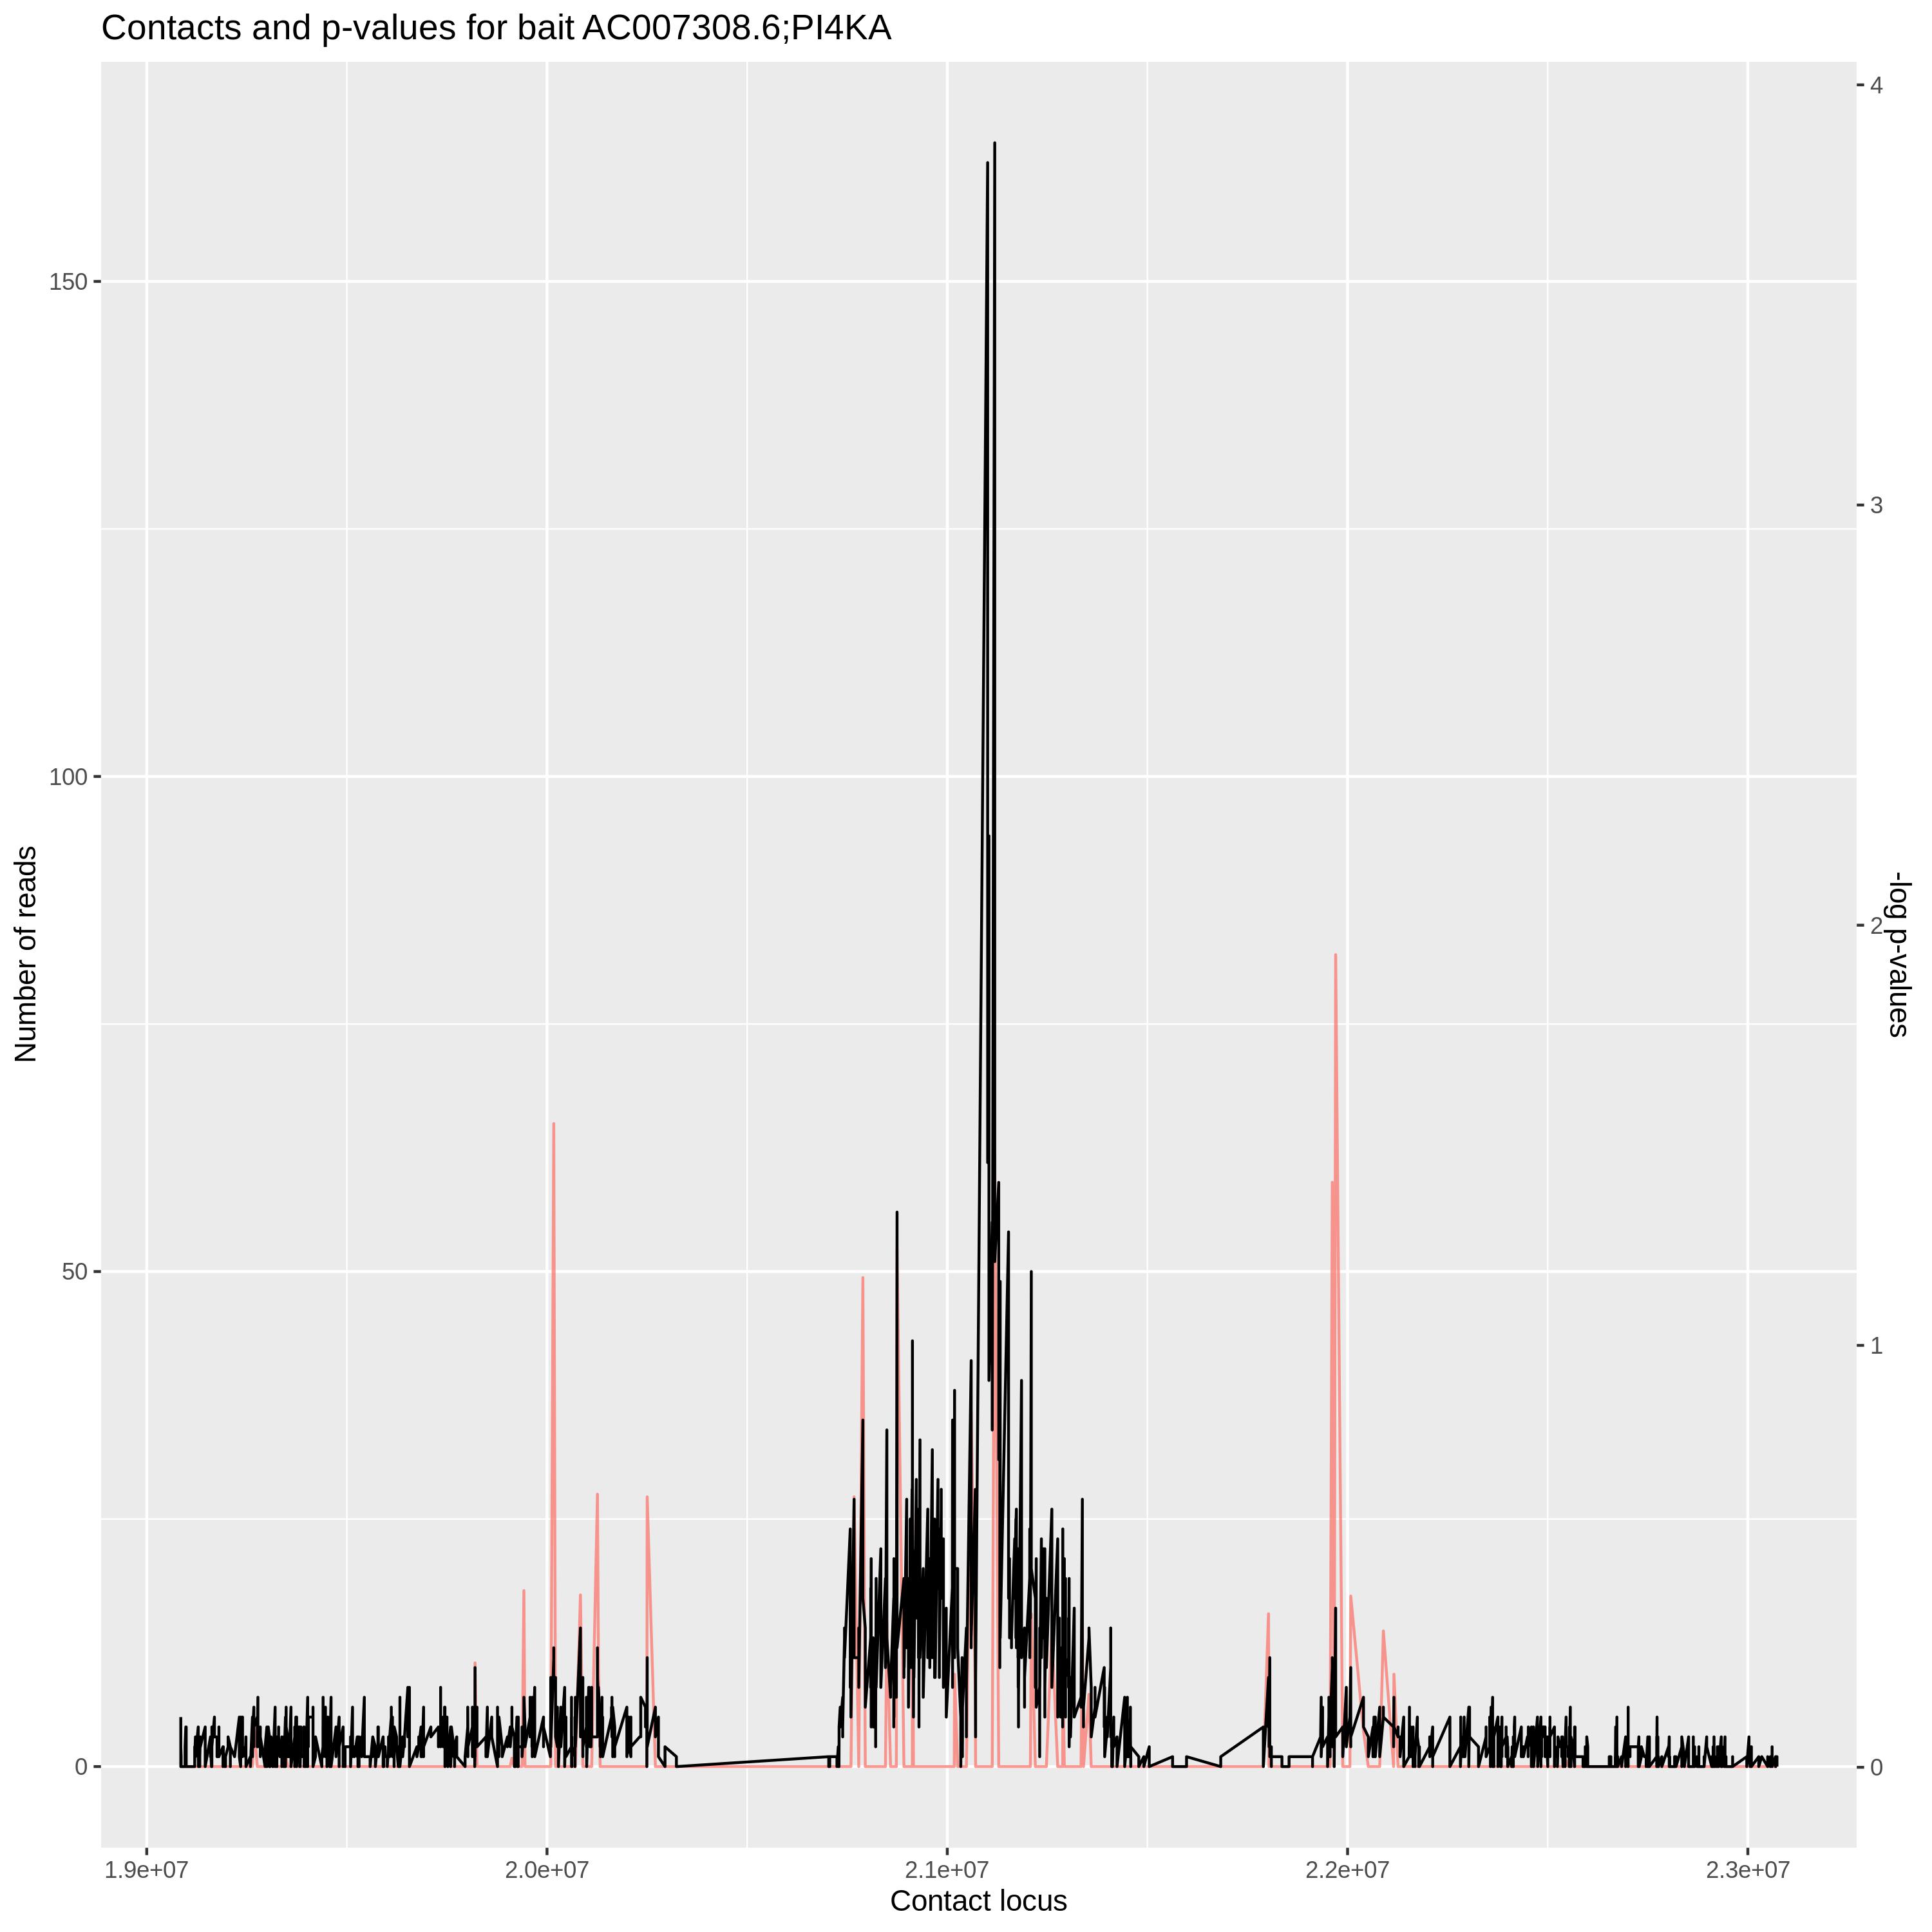 Contacts and p-values for bait AC007308.6;PI4KA
4
150
3
100
2
50
1
0
0
Number of reads
-log p-values
1.9e+07 2.0e+07 2.1e+07 2.2e+07 2.3e+07
Contact locus